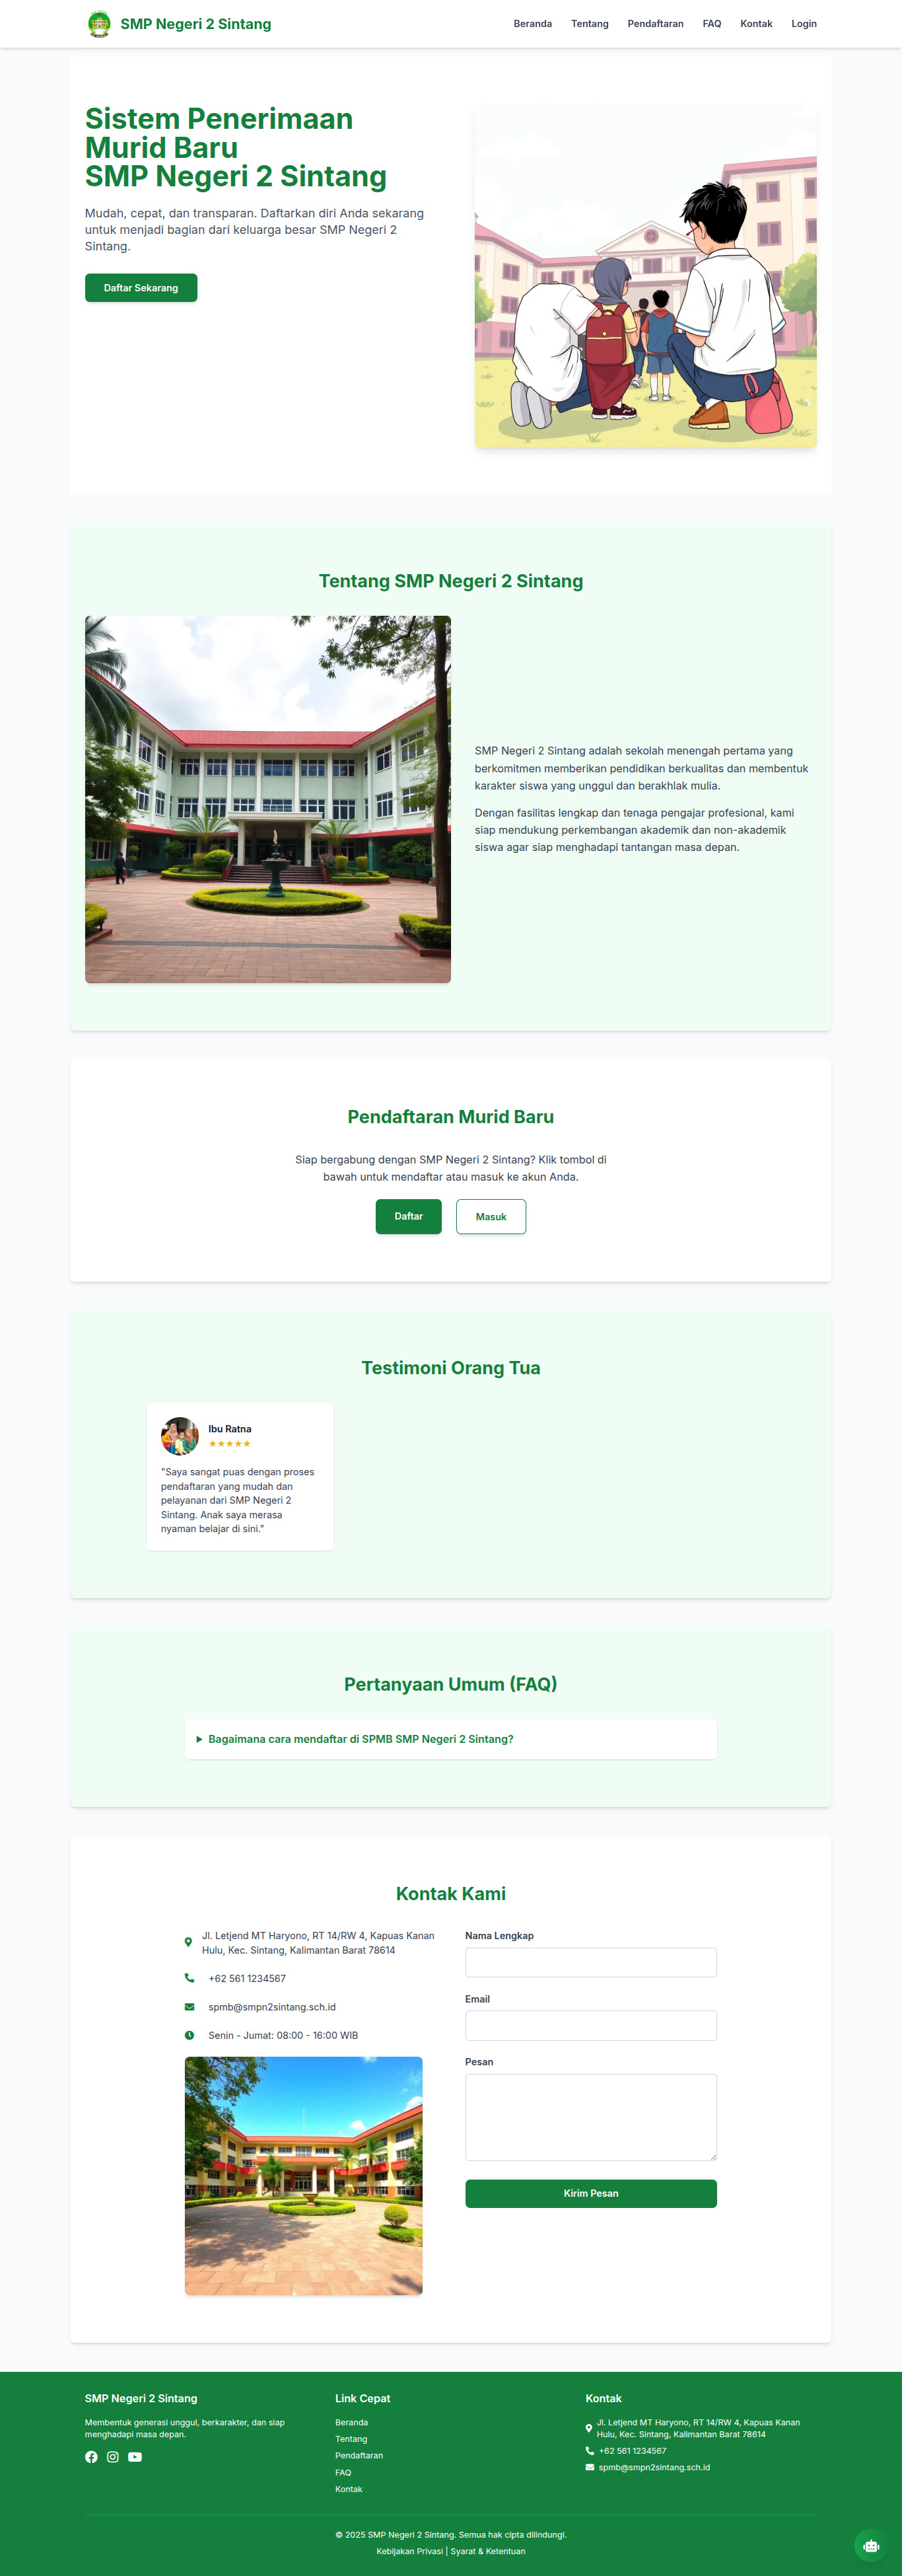 SMP Negeri 2 Sintang
Beranda
Tentang
Pendaftaran
FAQ
Kontak
Login
Sistem Penerimaan
Murid Baru
SMP Negeri 2 Sintang
Mudah, cepat, dan transparan. Daftarkan diri Anda sekarang
untuk menjadi bagian dari keluarga besar SMP Negeri 2
Sintang.
Daftar Sekarang
Tentang SMP Negeri 2 Sintang
SMP Negeri 2 Sintang adalah sekolah menengah pertama yang
berkomitmen memberikan pendidikan berkualitas dan membentuk
karakter siswa yang unggul dan berakhlak mulia.
Dengan fasilitas lengkap dan tenaga pengajar profesional, kami
siap mendukung perkembangan akademik dan non-akademik
siswa agar siap menghadapi tantangan masa depan.
Pendaftaran Murid Baru
Siap bergabung dengan SMP Negeri 2 Sintang? Klik tombol di
bawah untuk mendaftar atau masuk ke akun Anda.
Daftar
Masuk
Testimoni Orang Tua
Ibu Ratna
★★★★★
"Saya sangat puas dengan proses
pendaftaran yang mudah dan
pelayanan dari SMP Negeri 2
Sintang. Anak saya merasa
nyaman belajar di sini."
Pertanyaan Umum (FAQ)
Bagaimana cara mendaftar di SPMB SMP Negeri 2 Sintang?
Kontak Kami
Jl. Letjend MT Haryono, RT 14/RW 4, Kapuas Kanan
Hulu, Kec. Sintang, Kalimantan Barat 78614
+62 561 1234567
spmb@smpn2sintang.sch.id
Senin - Jumat: 08:00 - 16:00 WIB
Nama Lengkap
Email
Pesan
Kirim Pesan
SMP Negeri 2 Sintang
Membentuk generasi unggul, berkarakter, dan siap
menghadapi masa depan.
Link Cepat
Beranda
Tentang
Pendaftaran
FAQ
Kontak
Kontak
Jl. Letjend MT Haryono, RT 14/RW 4, Kapuas Kanan
Hulu, Kec. Sintang, Kalimantan Barat 78614
+62 561 1234567
spmb@smpn2sintang.sch.id
© 2025 SMP Negeri 2 Sintang. Semua hak cipta dilindungi.
Kebijakan Privasi | Syarat & Ketentuan